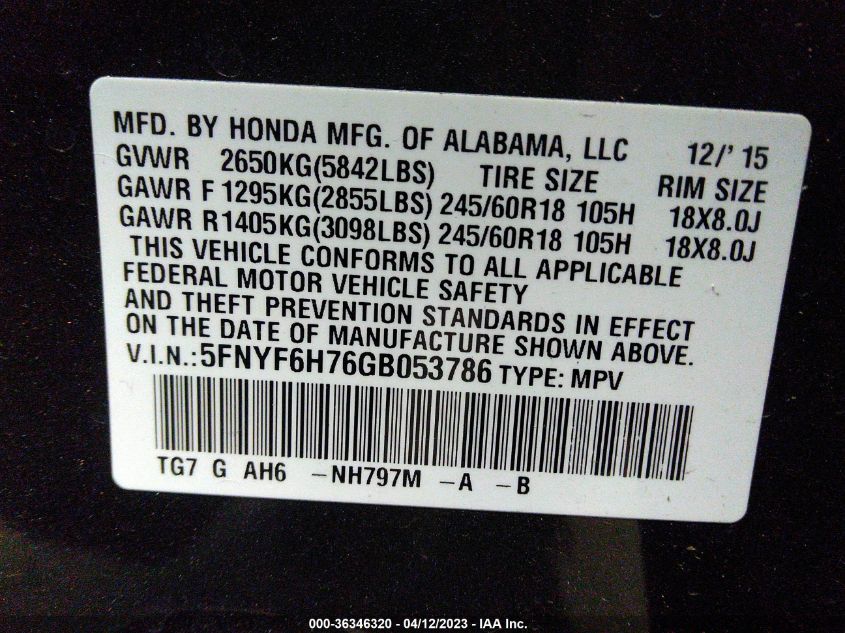 MFD. BY HONDA MFG. OF ALABAMA, LLC 12/' 15
GVWR 2650KG(5842LBS) TIRE SIZE RIM SIZE
GAWR F 1295KG(2855LBS) 245/60R18 105H 18X8.0J
GAWR R1405KG(3098LBS) 245/60R18 105H 18X8.0J
THIS VEHICLE CONFORMS TO ALL APPLICABLE
FEDERAL MOTOR VEHICLE SAFETY
AND THEFT PREVENTION STANDARDS IN EFFECT
ON THE DATE OF MANUFACTURE SHOWN ABOVE.
V.I.N.:5FNYF6H76GB053786 TYPE: MPV
TG7 G AH6 -NH797M -A -B
000-36346320 - 04/12/2023 - IAA Inc.